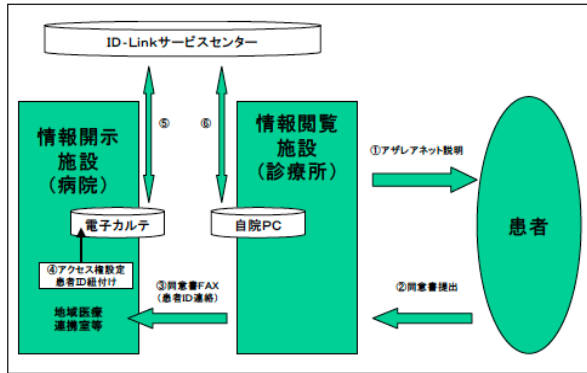 ID-Linkサービスセンター
⑤
⑥
情報開示
施設
（病院）
情報閲覧
施設
（診療所）
①アザレアネット説明
患者
電子カルテ
自院PC
④アクセス権設定
患者ID紐付け
③同意書FAX
（患者ID連絡）
②同意書提出
地域医療
連携室等